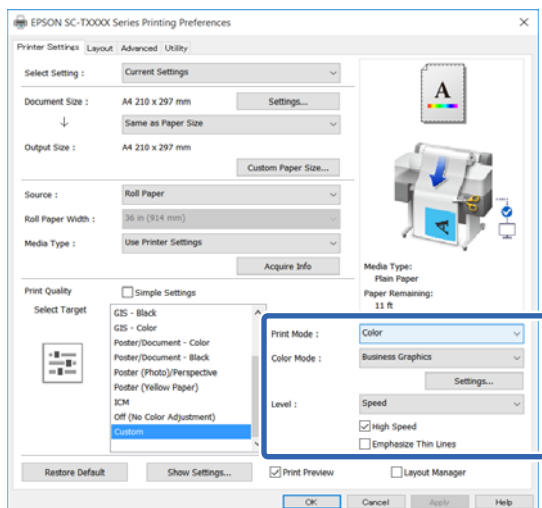 EPSON SC-TXXXX Series Printing Preferences
Printer Settings Layout Advanced Utility
Select Setting : Current Settings
Document Size : A4 210 x 297 mm Settings...
Same as Paper Size
Output Size : A4 210 x 297 mm
Custom Paper Size...
Source : Roll Paper
Roll Paper Width : 36 in (914 mm)
Media Type : Use Printer Settings
Acquire Info
A
Media Type:
Plain Paper
Paper Remaining:
11 ft
Print Quality Simple Settings
Select Target
GIS - Black
GIS - Color
Poster/Document - Color
Poster/Document - Black
Poster (Photo)/Perspective
Poster (Yellow Paper)
ICM
Off (No Color Adjustment)
Custom
Print Mode : Color
Color Mode : Business Graphics
Settings...
Level : Speed
High Speed
Emphasize Thin Lines
Restore Default Show Settings... Print Preview Layout Manager
OK Cancel Apply Help